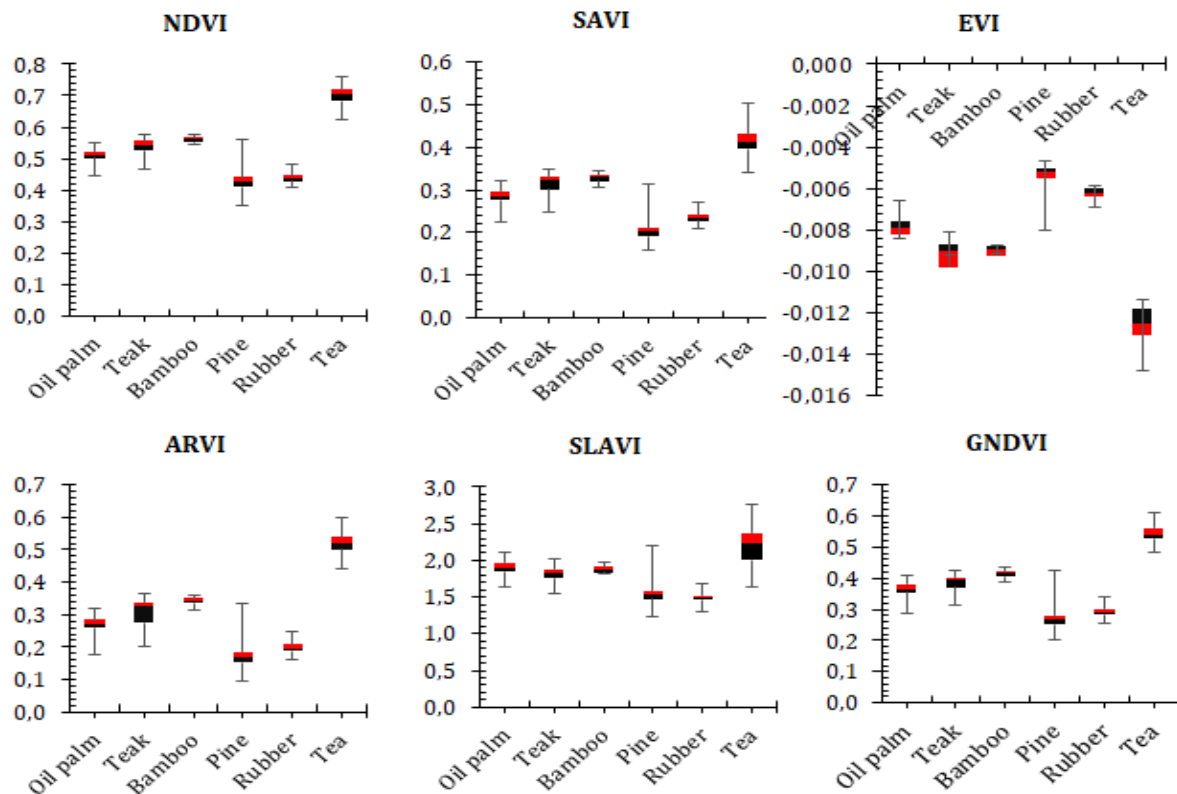 NDVI
0,8
0,7
0,6
0,5
0,4
0,3
0,2
0,1
0,0
Oil palm
Teak
Bamboo
Pine
Rubber
Tea
SAVI
0,6
0,5
0,4
0,3
0,2
0,1
0,0
Oil palm
Teak
Bamboo
Pine
Rubber
Tea
EVI
0,000
-0,002
-0,004
-0,006
-0,008
-0,010
-0,012
-0,014
-0,016
Oil palm
Teak
Bamboo
Pine
Rubber
Tea
ARVI
0,7
0,6
0,5
0,4
0,3
0,2
0,1
0,0
Oil palm
Teak
Bamboo
Pine
Rubber
Tea
SLAVI
3,0
2,5
2,0
1,5
1,0
0,5
0,0
Oil palm
Teak
Bamboo
Pine
Rubber
Tea
GNDVI
0,7
0,6
0,5
0,4
0,3
0,2
0,1
0,0
Oil palm
Teak
Bamboo
Pine
Rubber
Tea